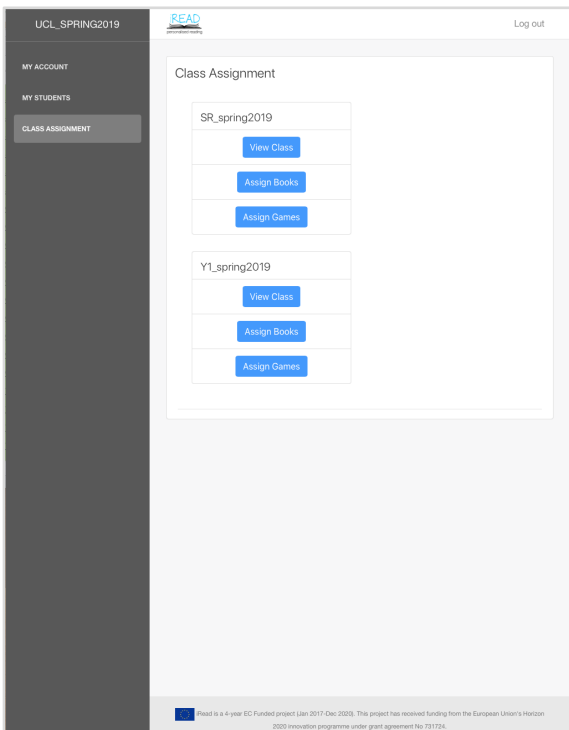 UCL_SPRING2019
iREAD
personalized reading
Log out
MY ACCOUNT
MY STUDENTS
CLASS ASSIGNMENT
Class Assignment
SR_spring2019
View Class
Assign Books
Assign Games
Y1_spring2019
View Class
Assign Books
Assign Games
iRead is a 4-year EC Funded project (Jan 2017-Dec 2020). This project has received funding from the European Union's Horizon
2020 innovation programme under grant agreement No 731724.